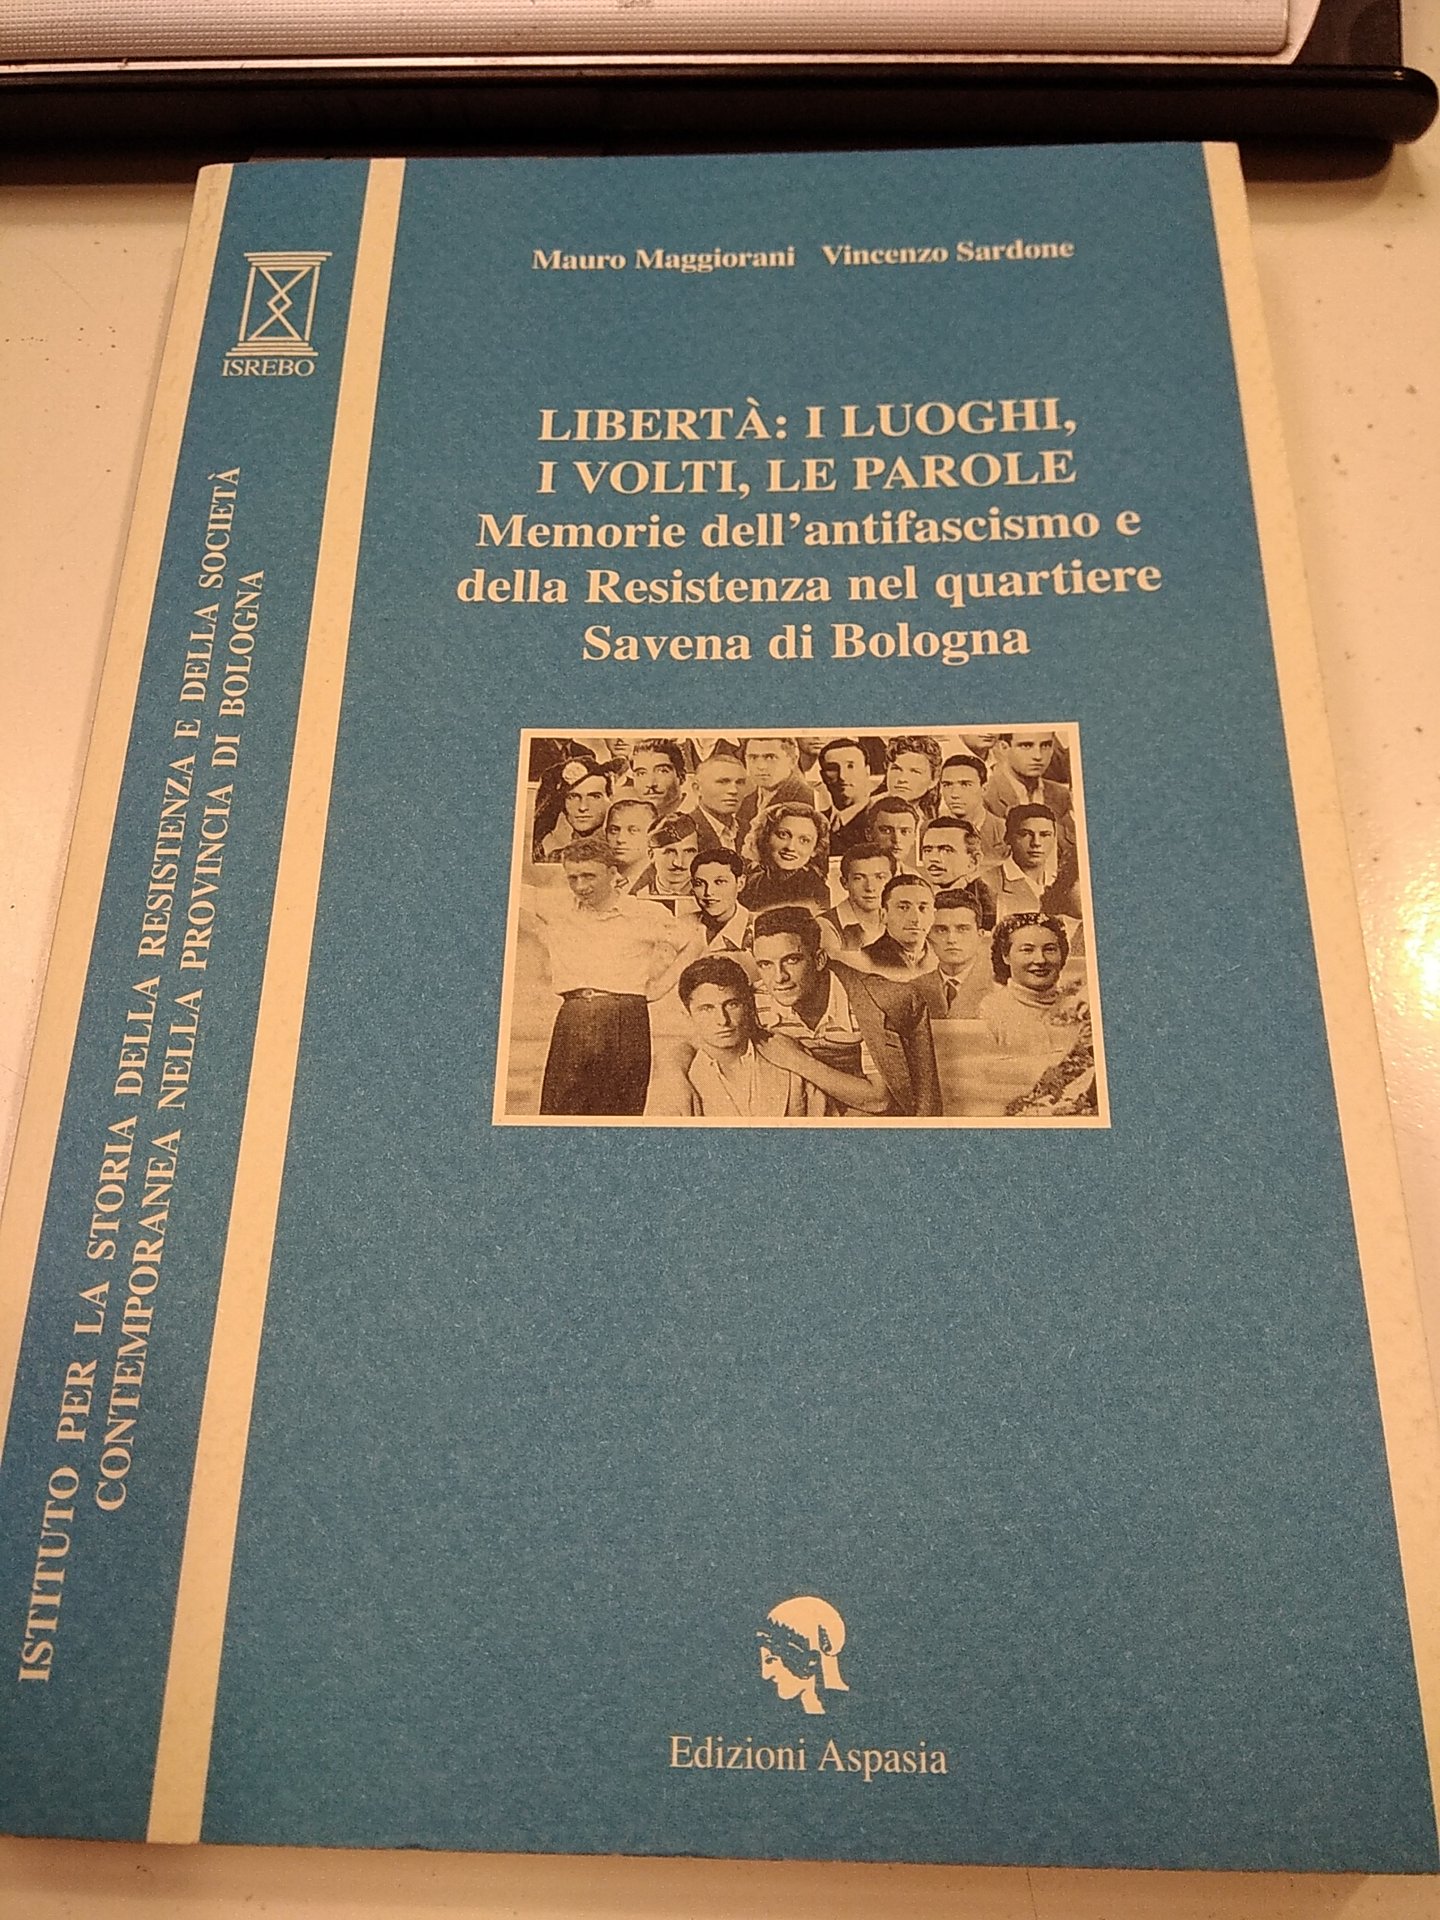 Mauro Maggiorani Vincenzo Sardone
LIBERTÀ: I LUOGHI,
I VOLTI, LE PAROLE
Memorie dell'antifascismo e
della Resistenza nel quartiere
Savena di Bologna
Edizioni Aspasia
ISREBO
ISTITUTO PER LA STORIA DELLA RESISTENZA E DELLA SOCIETÀ
CONTEMPORANEA NELLA PROVINCIA DI BOLOGNA